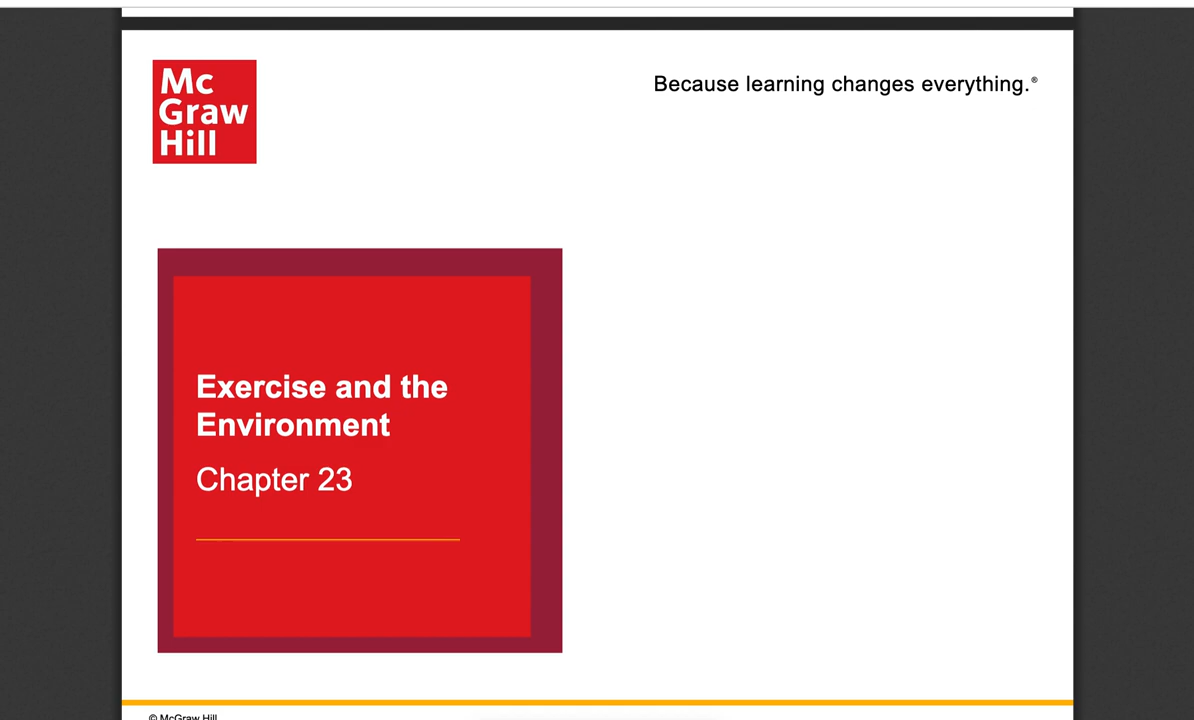 Mc
Graw
Hill
Because learning changes everything.®
Exercise and the
Environment
Chapter 23
© McGraw Hill